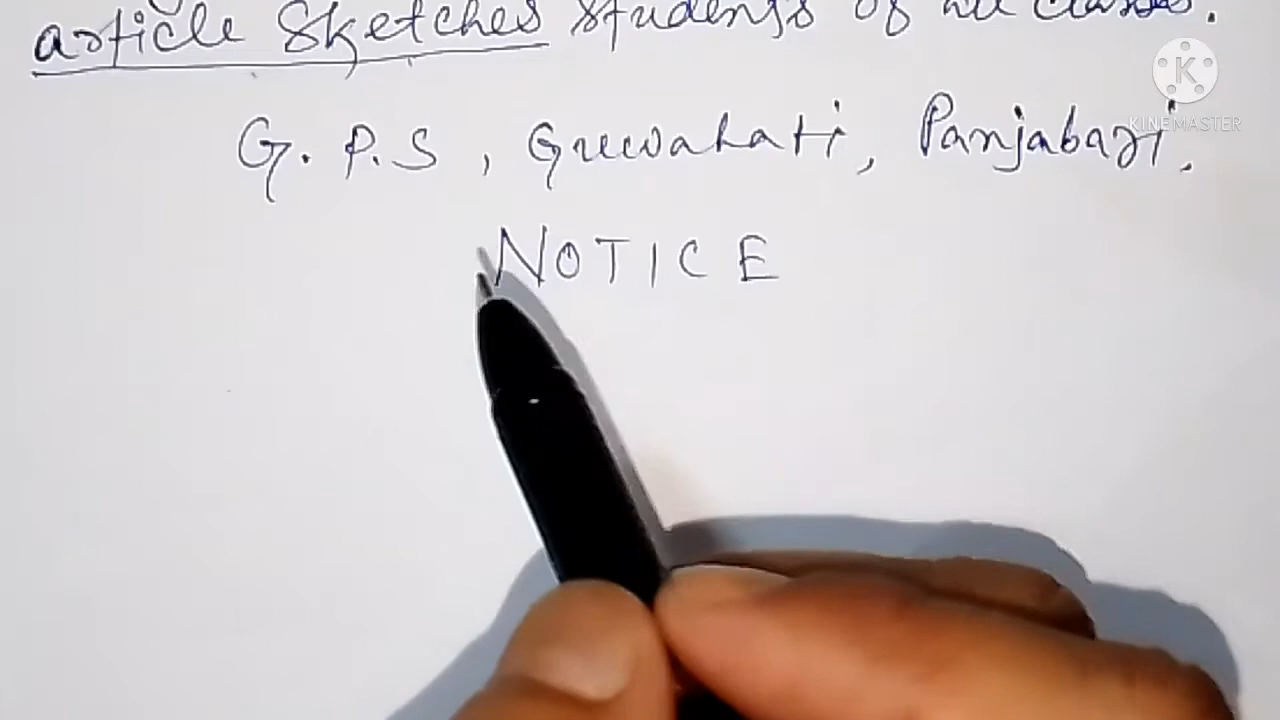 article Sketches students of all classes.
G. P. S, Guwahati, Panjabari.
NOTICE
K
KINEMASTER